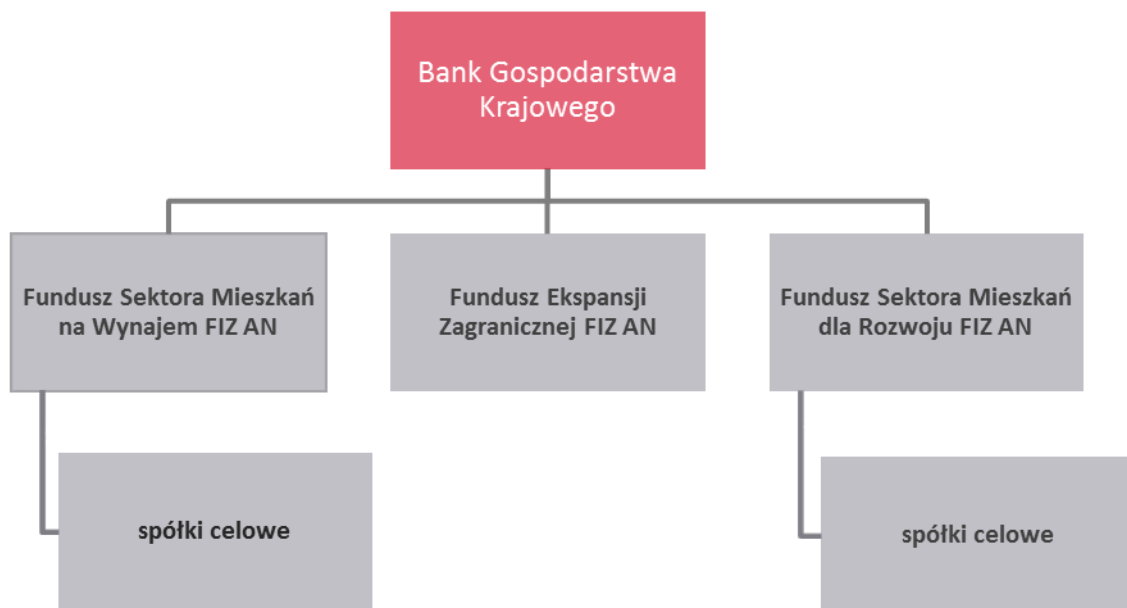 Bank Gospodarstwa
Krajowego
Fundusz Sektora Mieszkań
na Wynajem FIZ AN
Fundusz Ekspansji
Zagranicznej FIZ AN
Fundusz Sektora Mieszkań
dla Rozwoju FIZ AN
spółki celowe
spółki celowe